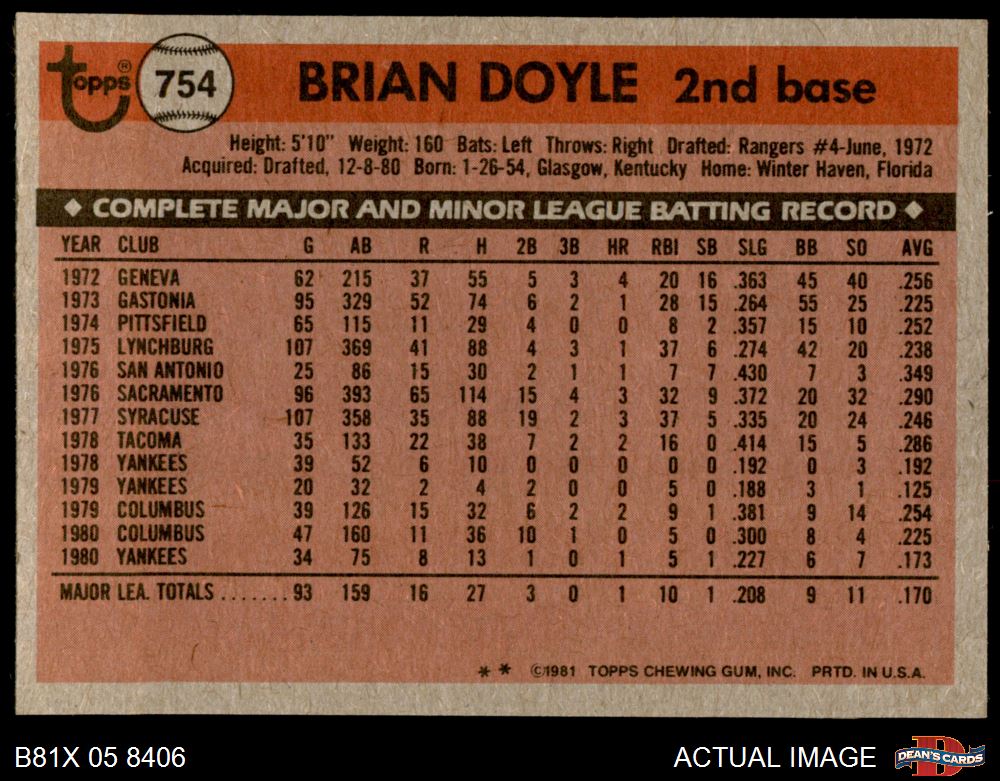 topps® 754 BRIAN DOYLE 2nd base
Height: 5'10" Weight: 160 Bats: Left Throws: Right Drafted: Rangers #4-June, 1972
Acquired: Drafted, 12-8-80 Born: 1-26-54, Glasgow, Kentucky Home: Winter Haven, Florida
◆ COMPLETE MAJOR AND MINOR LEAGUE BATTING RECORD ◆
YEAR CLUB G AB R H 2B 3B HR RBI SB SLG BB SO AVG
1972 GENEVA 62 215 37 55 5 3 4 20 16 .363 45 40 .256
1973 GASTONIA 95 329 52 74 6 2 1 28 15 .264 55 25 .225
1974 PITTSFIELD 65 115 11 29 4 0 0 8 2 .357 15 10 .252
1975 LYNCHBURG 107 369 41 88 4 3 1 37 6 .274 42 20 .238
1976 SAN ANTONIO 25 86 15 30 2 1 1 7 7 .430 7 3 .349
1976 SACRAMENTO 96 393 65 114 15 4 3 32 9 .372 20 32 .290
1977 SYRACUSE 107 358 35 88 19 2 3 37 5 .335 20 24 .246
1978 TACOMA 35 133 22 38 7 2 2 16 0 .414 15 5 .286
1978 YANKEES 39 52 6 10 0 0 0 0 0 .192 0 3 .192
1979 YANKEES 20 32 2 4 2 0 0 5 0 .188 3 1 .125
1979 COLUMBUS 39 126 15 32 6 2 2 9 1 .381 9 14 .254
1980 COLUMBUS 47 160 11 36 10 1 0 5 0 .300 8 4 .225
1980 YANKEES 34 75 8 13 1 0 1 5 1 .227 6 7 .173
MAJOR LEA. TOTALS .......93 159 16 27 3 0 1 10 1 .208 9 11 .170
* * ©1981 TOPPS CHEWING GUM, INC. PRTD. IN U.S.A.
B81X 05 8406 ACTUAL IMAGE DEAN'S CARDS